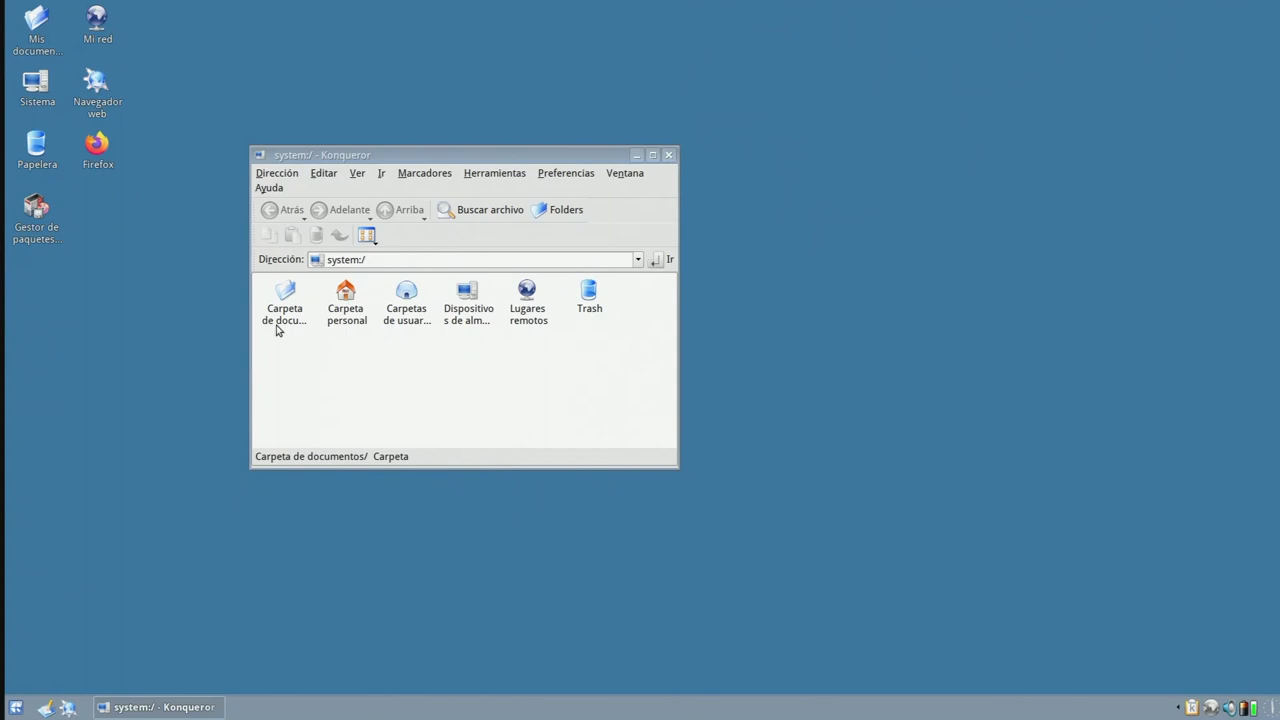 Mis
documen...
Mi red
Sistema
Navegador
web
Papelera
Firefox
Gestor de
paquetes...
system:/ - Konqueror
Dirección Editar Ver Ir Marcadores Herramientas Preferencias Ventana
Ayuda
Atrás Adelante Arriba Buscar archivo Folders
Dirección: system:/ Ir
Carpeta
de docu...
Carpeta
personal
Carpetas
de usuar...
Dispositivo
s de alm...
Lugares
remotos
Trash
Carpeta de documentos/ Carpeta
system:/ - Konqueror